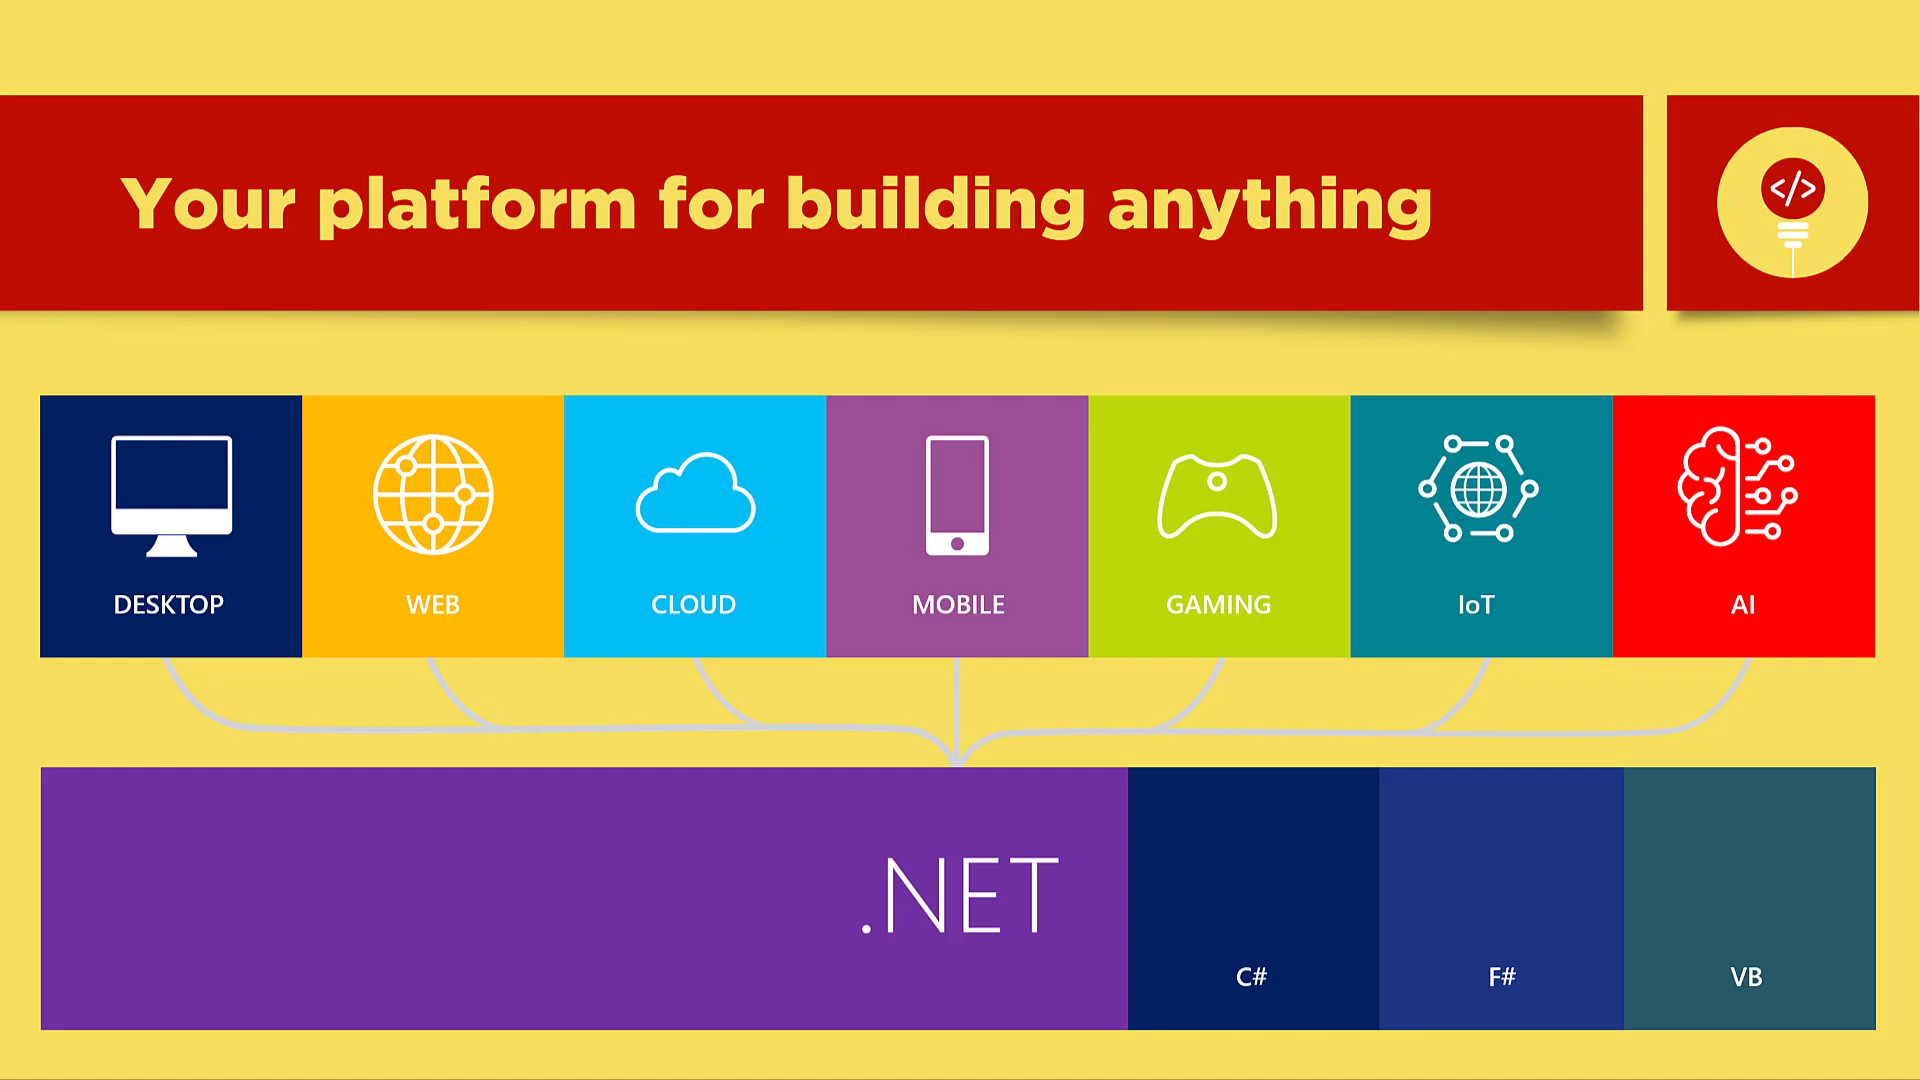 Your platform for building anything
</>
DESKTOP
WEB
CLOUD
MOBILE
GAMING
IoT
AI
.NET
C#
F#
VB